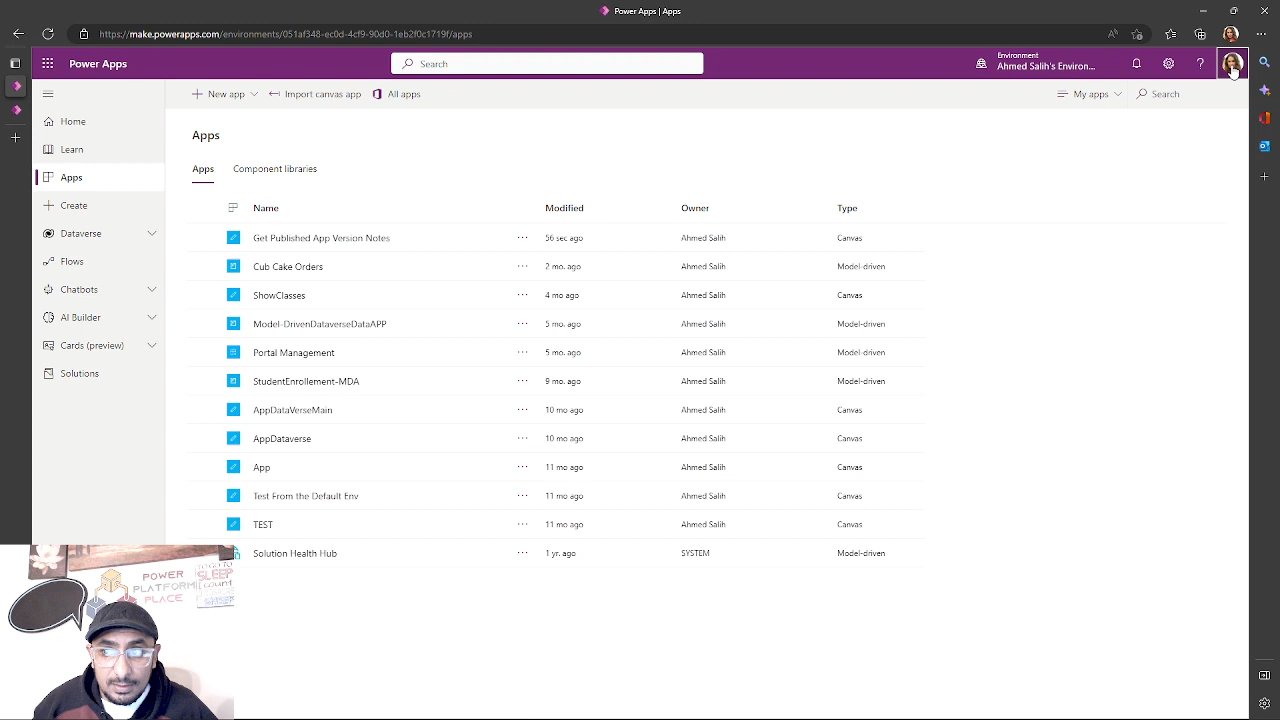 Power Apps | Apps
https://make.powerapps.com/environments/051af348-ec0d-4cf9-90d0-1eb2f0c1719f/apps
Power Apps
Search
Environment
Ahmed Salih's Environ...
New app
Import canvas app
All apps
My apps
Search
Home
Learn
Apps
Create
Dataverse
Flows
Chatbots
AI Builder
Cards (preview)
Solutions
Apps
Apps Component libraries
Name Modified Owner Type
Get Published App Version Notes ... 56 sec ago Ahmed Salih Canvas
Cub Cake Orders ... 2 mo. ago Ahmed Salih Model-driven
ShowClasses ... 4 mo ago Ahmed Salih Canvas
Model-DrivenDataverseDataAPP ... 5 mo. ago Ahmed Salih Model-driven
Portal Management ... 5 mo. ago Ahmed Salih Model-driven
StudentEnrollement-MDA ... 9 mo. ago Ahmed Salih Model-driven
AppDataVerseMain ... 10 mo ago Ahmed Salih Canvas
AppDataverse ... 10 mo ago Ahmed Salih Canvas
App ... 11 mo ago Ahmed Salih Canvas
Test From the Default Env ... 11 mo ago Ahmed Salih Canvas
TEST ... 11 mo ago Ahmed Salih Canvas
Solution Health Hub ... 1 yr. ago SYSTEM Model-driven
POWER
PLATFORM
PLACE
TO GO TO
SLEEP
I COUNT